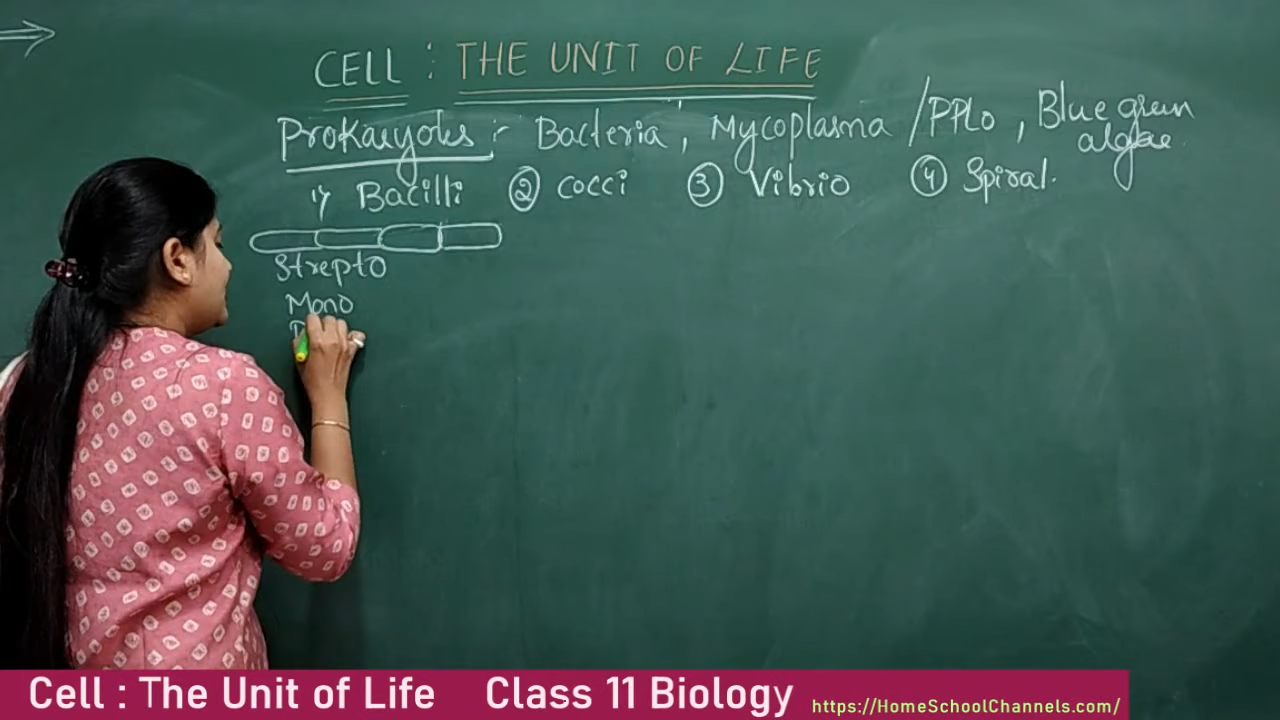 CELL : THE UNIT OF LIFE
Prokaryotes :- Bacteria, Mycoplasma /PPLO, Blue green algae
1) Bacilli ② Cocci ③ Vibrio ④ Spiral.
Strepto
Mono
Cell : The Unit of Life Class 11 Biology https://HomeSchoolChannels.com/